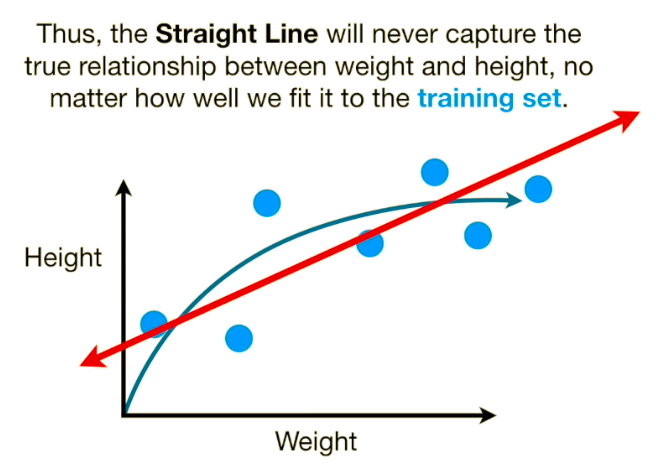 Thus, the Straight Line will never capture the
true relationship between weight and height, no
matter how well we fit it to the training set.
Height
Weight